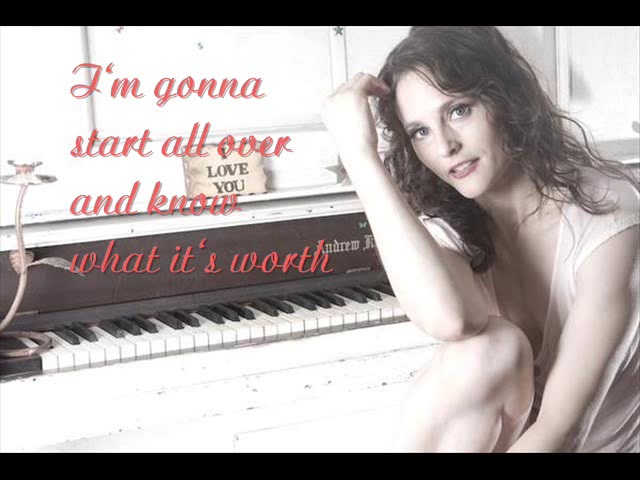 I'm gonna
start all over
I
LOVE
YOU
and know
what it's worth
Andrew K